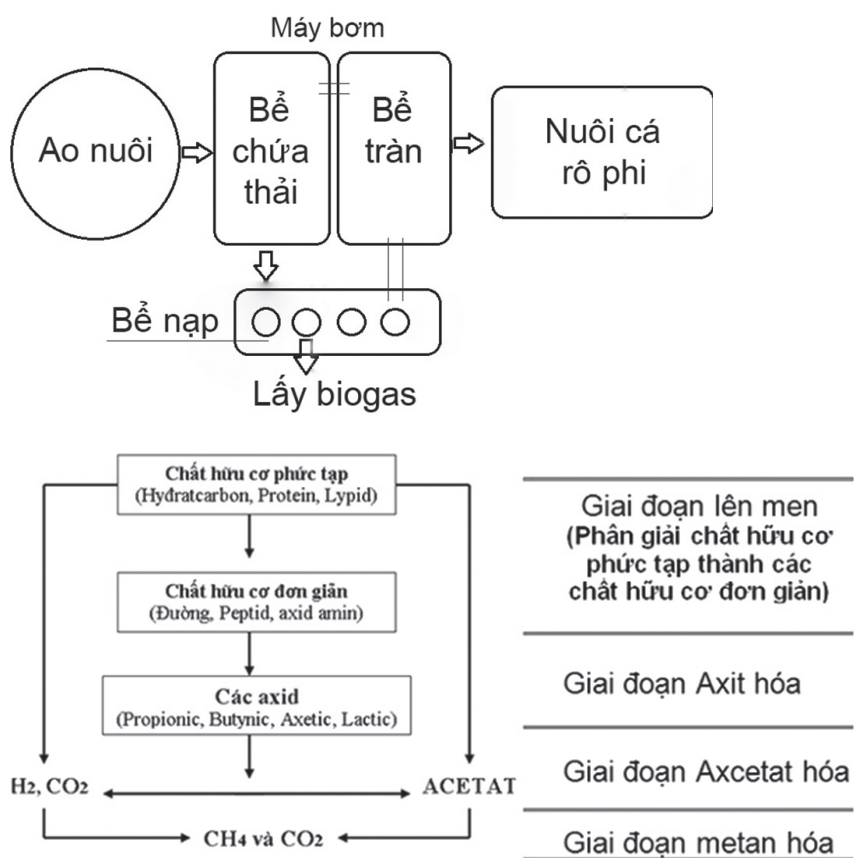 Máy bơm
Ao nuôi
Bể
chứa
thải
Bể
tràn
Nuôi cá
rô phi
Bể nạp
Lấy biogas
Chất hữu cơ phức tạp
(Hyđratcarbon, Protein, Lypid)
Chất hữu cơ đơn giản
(Đường, Peptid, axid amin)
Các axid
(Propionic, Butynic, Axetic, Lactic)
H2, CO2
ACETAT
CH4 và CO2
Giai đoạn lên men
(Phân giải chất hữu cơ
phức tạp thành các
chất hữu cơ đơn giản)
Giai đoạn Axit hóa
Giai đoạn Axcetat hóa
Giai đoạn metan hóa